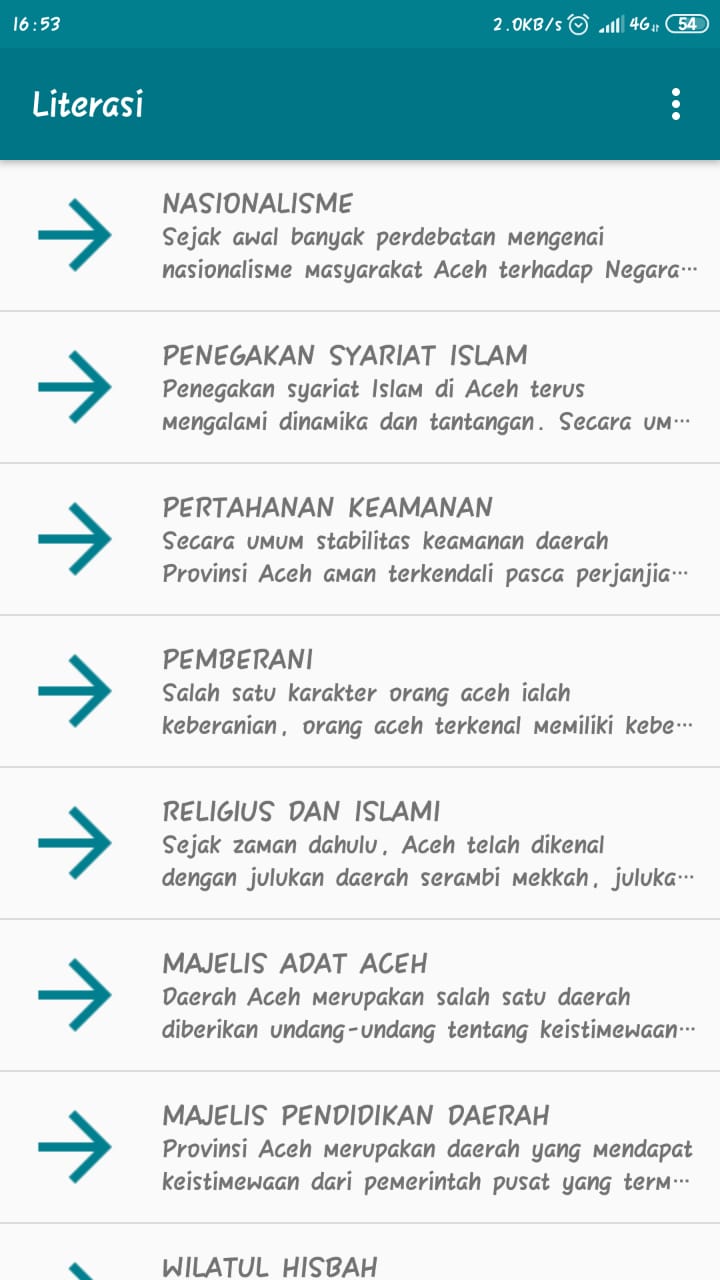 16:53
2.0KB/s 4G 54
Literasi
NASIONALISME
Sejak awal banyak perdebatan mengenai
nasionalisme masyarakat Aceh terhadap Negara…
PENEGAKAN SYARIAT ISLAM
Penegakan syariat Islam di Aceh terus
mengalami dinamika dan tantangan. Secara um…
PERTAHANAN KEAMANAN
Secara umum stabilitas keamanan daerah
Provinsi Aceh aman terkendali pasca perjanjia…
PEMBERANI
Salah satu karakter orang aceh ialah
keberanian, orang aceh terkenal memiliki kebe…
RELIGIUS DAN ISLAMI
Sejak zaman dahulu, Aceh telah dikenal
dengan julukan daerah serambi mekkah, juluka…
MAJELIS ADAT ACEH
Daerah Aceh merupakan salah satu daerah
diberikan undang-undang tentang keistimewaan…
MAJELIS PENDIDIKAN DAERAH
Provinsi Aceh merupakan daerah yang mendapat
keistimewaan dari pemerintah pusat yang term…
WILATUL HISBAH